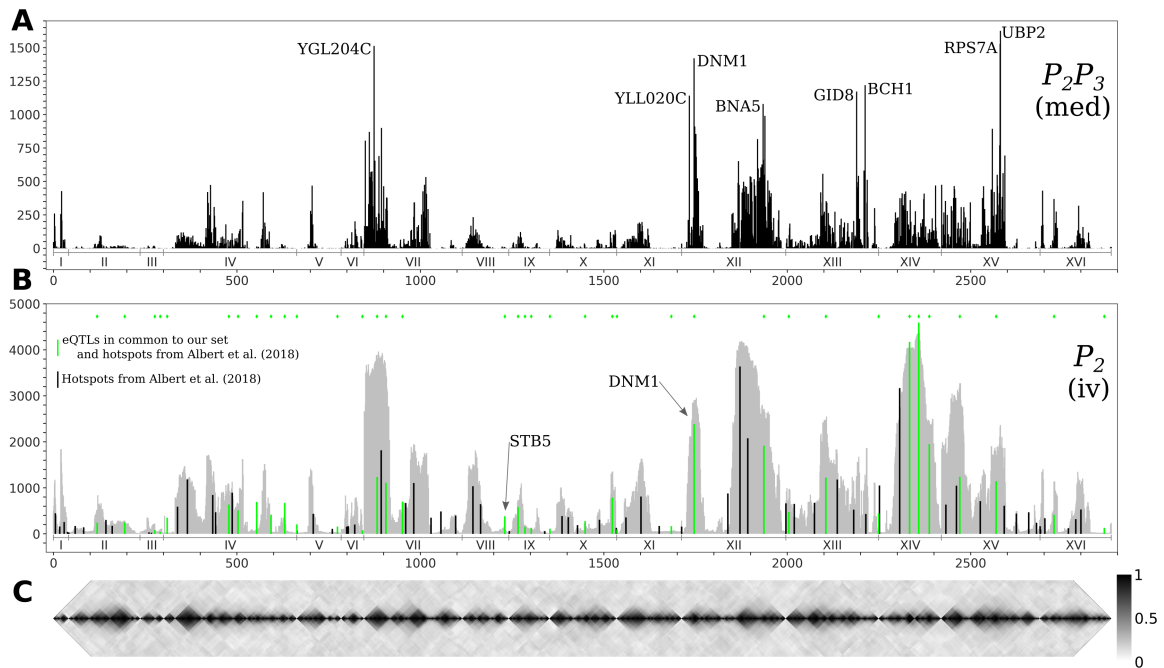 A
1500
1250
1000
750
500
250
0
YGL204C
YLL020C
DNM1
BNA5
GID8
BCH1
RPS7A
UBP2
P2P3
(med)
I II III IV V VI VII VIII IX X XI XII XIII XIV XV XVI
0 500 1000 1500 2000 2500
B
5000
4000
3000
2000
1000
0
eQTLs in common to our set
and hotspots from Albert et al. (2018)
Hotspots from Albert et al. (2018)
STB5
DNM1
P2
(iv)
I II III IV V VI VII VIII IX X XI XII XIII XIV XV XVI
0 500 1000 1500 2000 2500
C
1
0.5
0